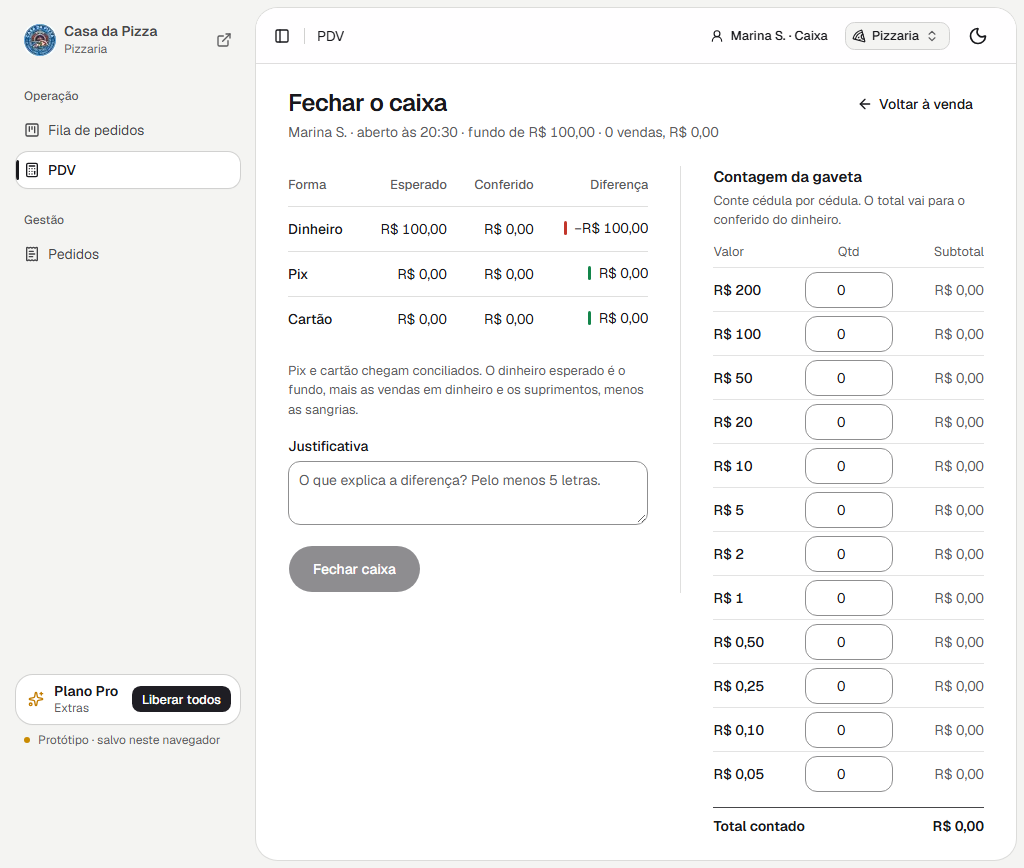 Casa da Pizza
Pizzaria
Operação
Fila de pedidos
PDV
Gestão
Pedidos
Plano Pro
Extras
Liberar todos
Protótipo · salvo neste navegador
PDV
Marina S. · Caixa
Pizzaria
Fechar o caixa
Marina S. · aberto às 20:30 · fundo de R$ 100,00 · 0 vendas, R$ 0,00
Voltar à venda
Forma Esperado Conferido Diferença
Dinheiro R$ 100,00 R$ 0,00 −R$ 100,00
Pix R$ 0,00 R$ 0,00 R$ 0,00
Cartão R$ 0,00 R$ 0,00 R$ 0,00
Pix e cartão chegam conciliados. O dinheiro esperado é o
fundo, mais as vendas em dinheiro e os suprimentos, menos
as sangrias.
Justificativa
O que explica a diferença? Pelo menos 5 letras.
Fechar caixa
Contagem da gaveta
Conte cédula por cédula. O total vai para o
conferido do dinheiro.
Valor Qtd Subtotal
R$ 200 0 R$ 0,00
R$ 100 0 R$ 0,00
R$ 50 0 R$ 0,00
R$ 20 0 R$ 0,00
R$ 10 0 R$ 0,00
R$ 5 0 R$ 0,00
R$ 2 0 R$ 0,00
R$ 1 0 R$ 0,00
R$ 0,50 0 R$ 0,00
R$ 0,25 0 R$ 0,00
R$ 0,10 0 R$ 0,00
R$ 0,05 0 R$ 0,00
Total contado R$ 0,00